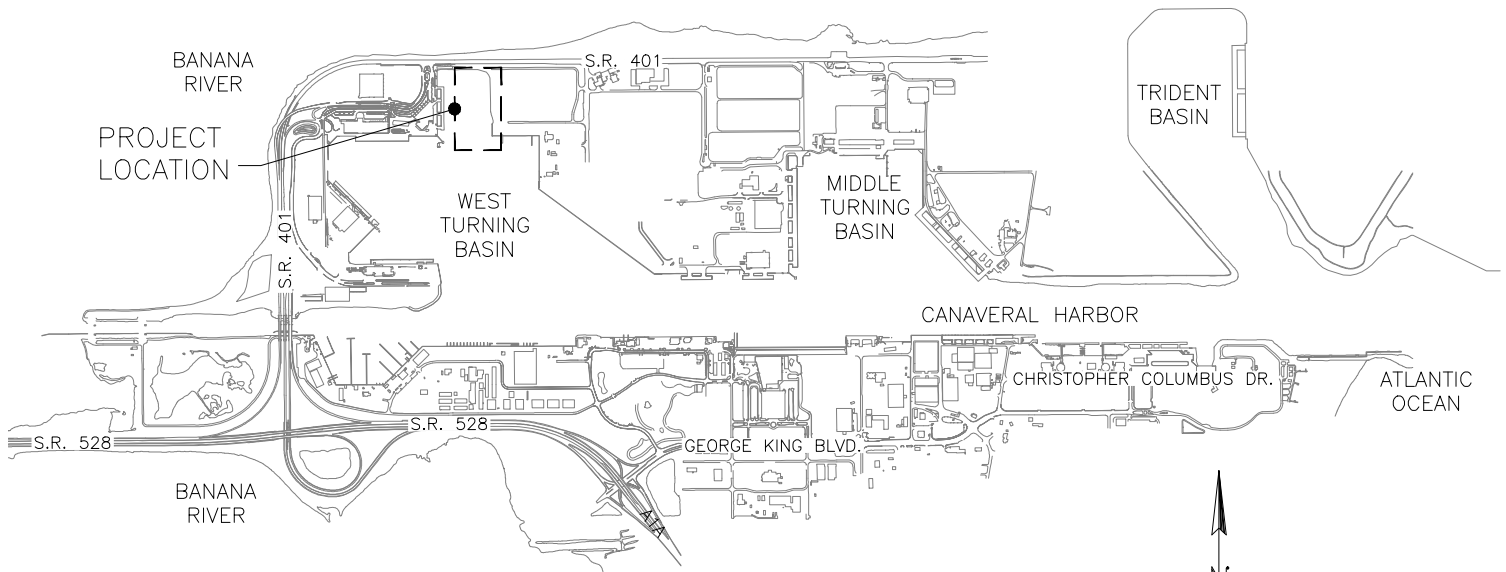 BANANA
RIVER
S.R. 401
TRIDENT
BASIN
PROJECT
LOCATION
WEST
TURNING
BASIN
MIDDLE
TURNING
BASIN
S.R. 401
CANAVERAL HARBOR
CHRISTOPHER COLUMBUS DR.
ATLANTIC
OCEAN
S.R. 528
S.R. 528
GEORGE KING BLVD.
BANANA
RIVER
A1A
N